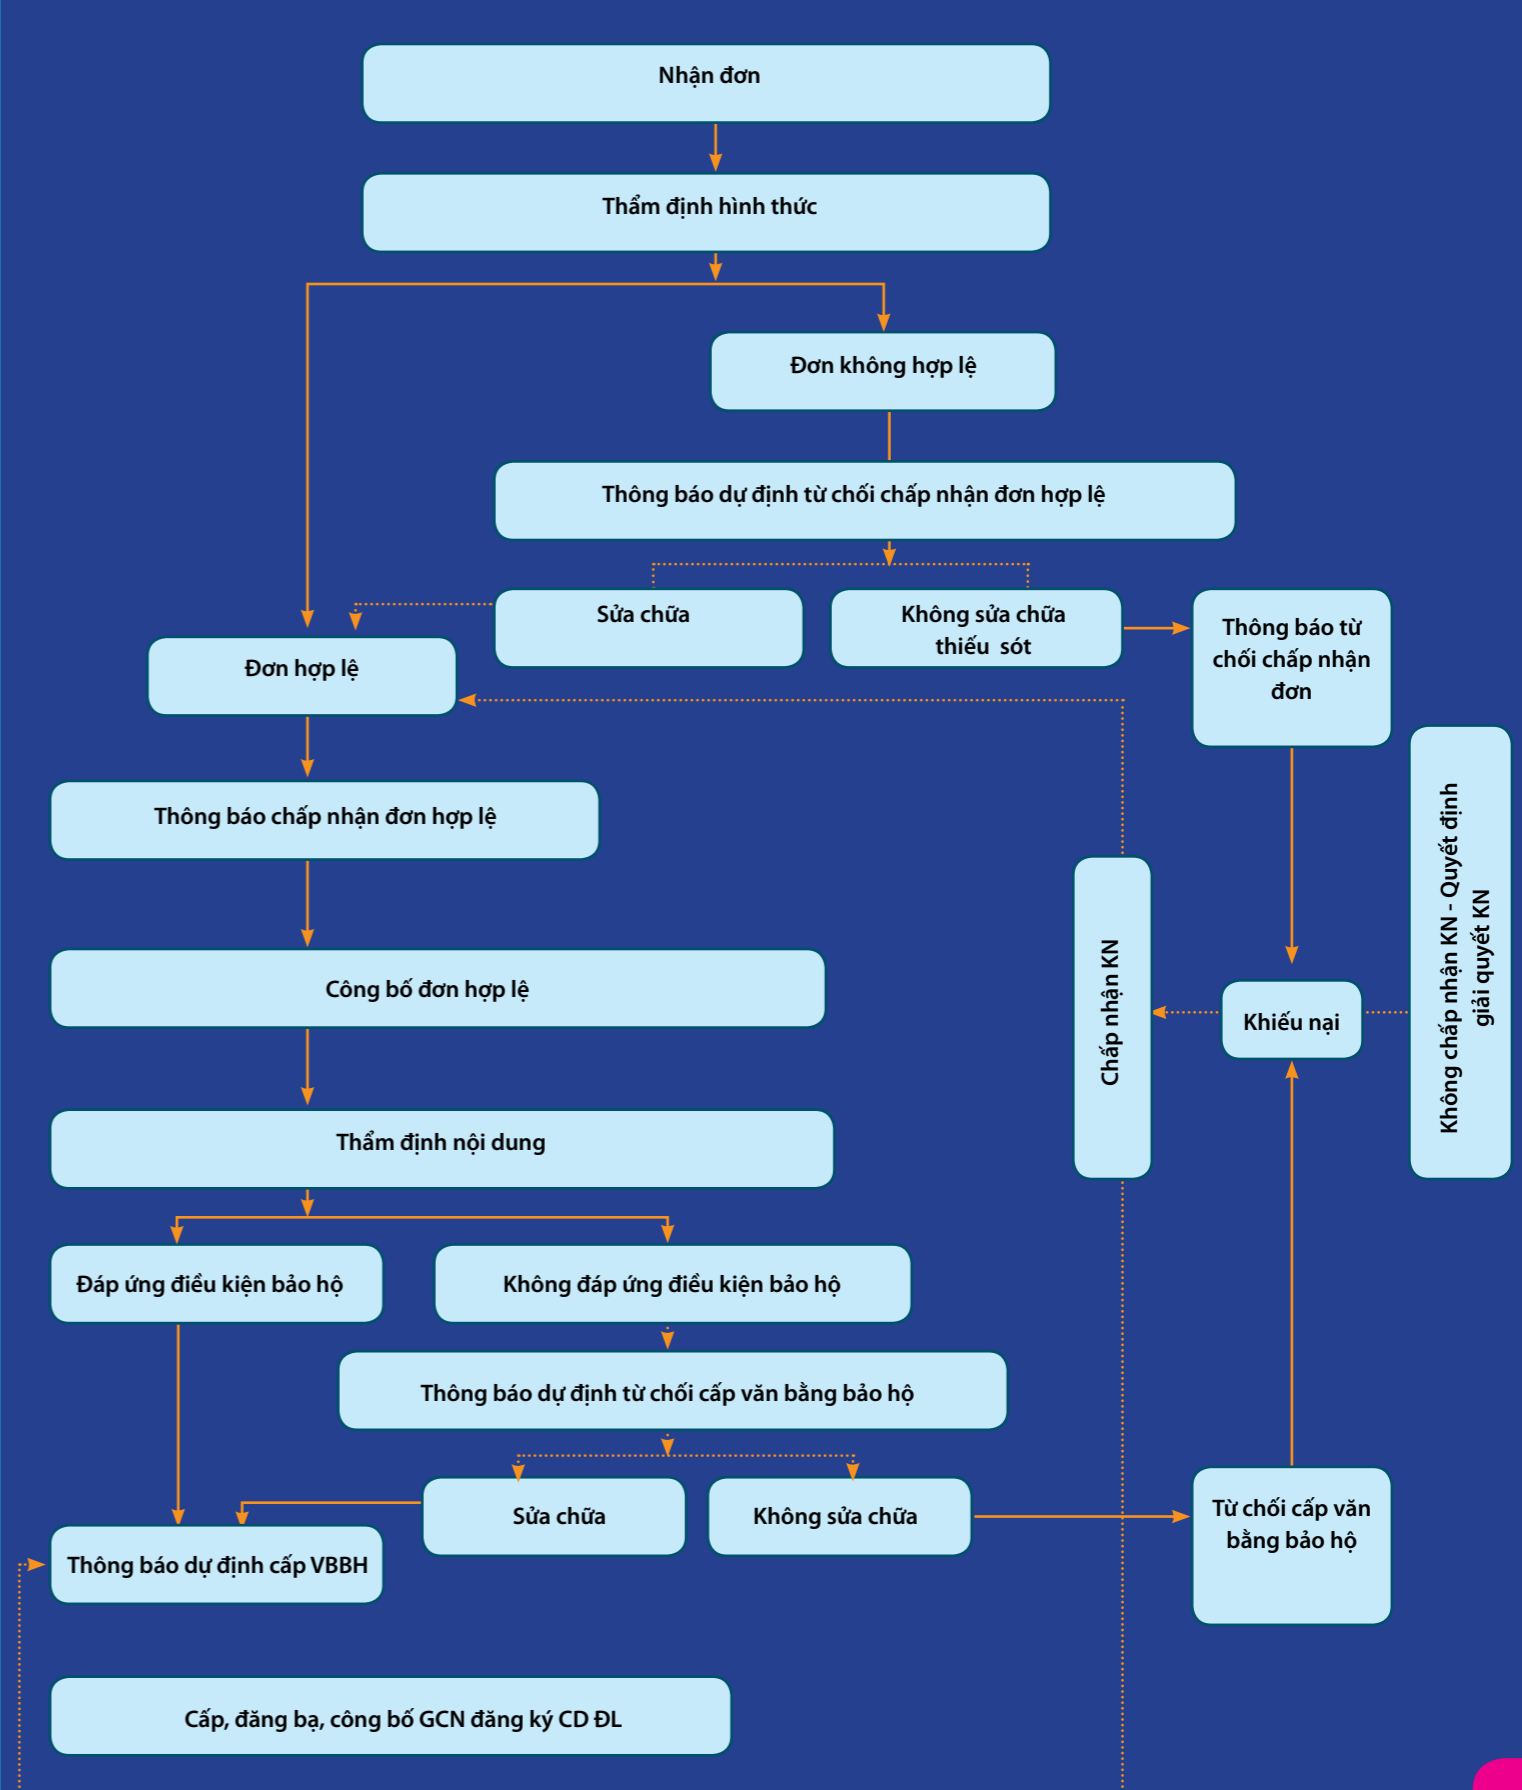 Nhận đơn
Thẩm định hình thức
Đơn không hợp lệ
Thông báo dự định từ chối chấp nhận đơn hợp lệ
Sửa chữa
Không sửa chữa
thiếu sót
Thông báo từ
chối chấp nhận
đơn
Đơn hợp lệ
Thông báo chấp nhận đơn hợp lệ
Công bố đơn hợp lệ
Chấp nhận KN
Khiếu nại
Không chấp nhận KN - Quyết định
giải quyết KN
Thẩm định nội dung
Đáp ứng điều kiện bảo hộ
Không đáp ứng điều kiện bảo hộ
Thông báo dự định từ chối cấp văn bằng bảo hộ
Sửa chữa
Không sửa chữa
Từ chối cấp văn
bằng bảo hộ
Thông báo dự định cấp VBBH
Cấp, đăng bạ, công bố GCN đăng ký CD ĐL